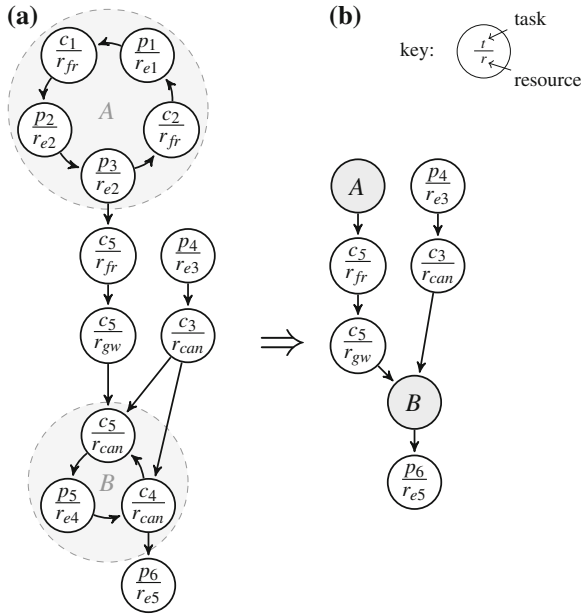 (a)
(b)
key:
t
r
task
resource
c1
rfr
p1
re1
p2
re2
A
c2
rfr
p3
re2
c5
rfr
p4
re3
c5
rgw
c3
rcan
c5
rcan
B
p5
re4
c4
rcan
p6
re5
⇒
A
p4
re3
c5
rfr
c3
rcan
c5
rgw
B
p6
re5